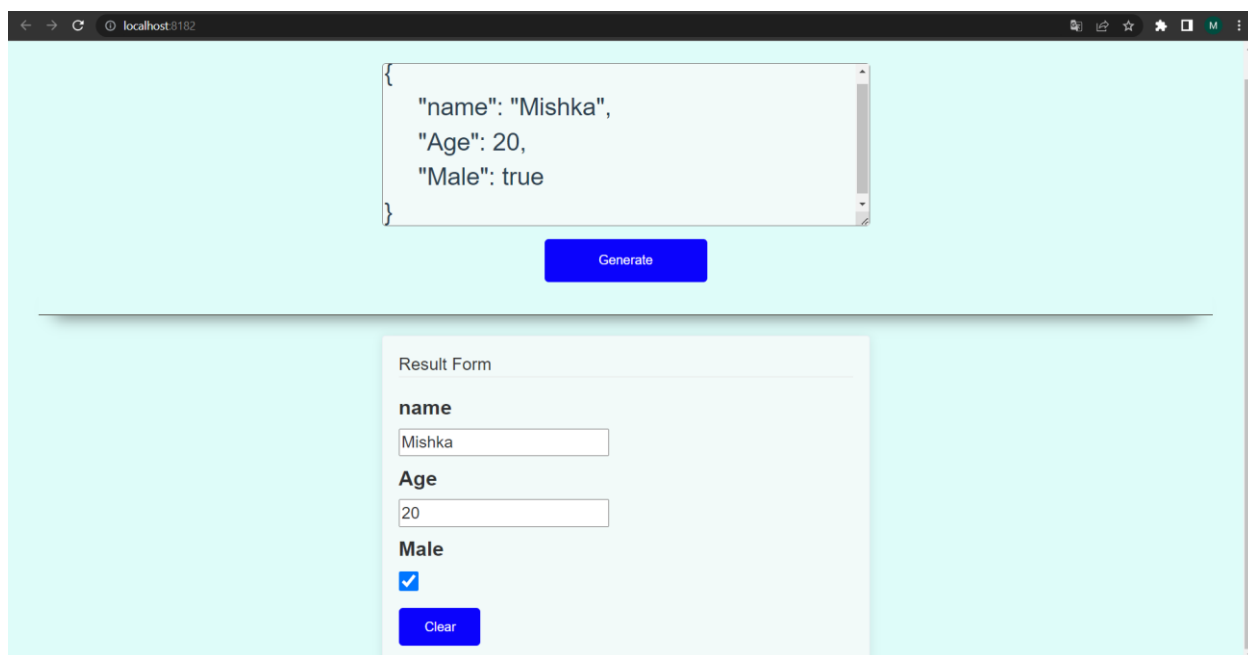 localhost:8182
M
{
"name": "Mishka",
"Age": 20,
"Male": true
}
Generate
Result Form
name
Mishka
Age
20
Male
Clear